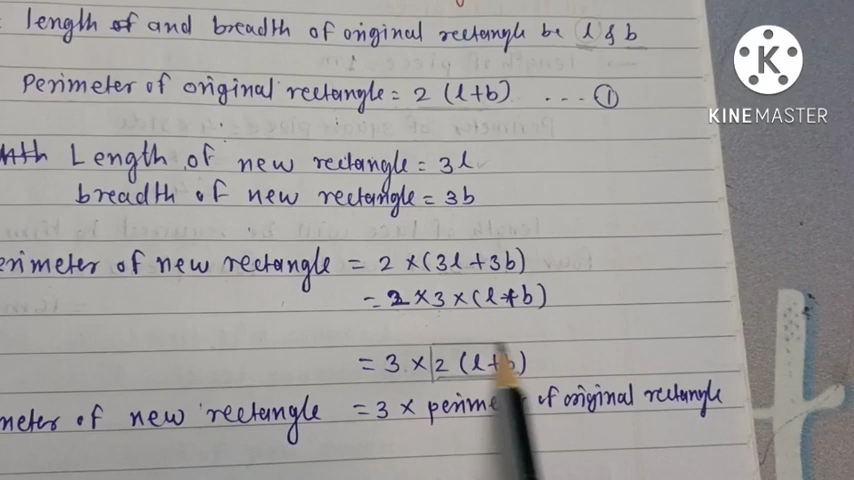 length of and breadth of original rectangle be l & b
Perimeter of original rectangle = 2 (l+b) ... ①
Length of new rectangle = 3l
breadth of new rectangle = 3b
erimeter of new rectangle = 2 × (3l + 3b)
= 2 × 3 × (l+b)
= 3 × 2 (l+b)
meter of new rectangle = 3 × perime of original rectangle
K
KINEMASTER